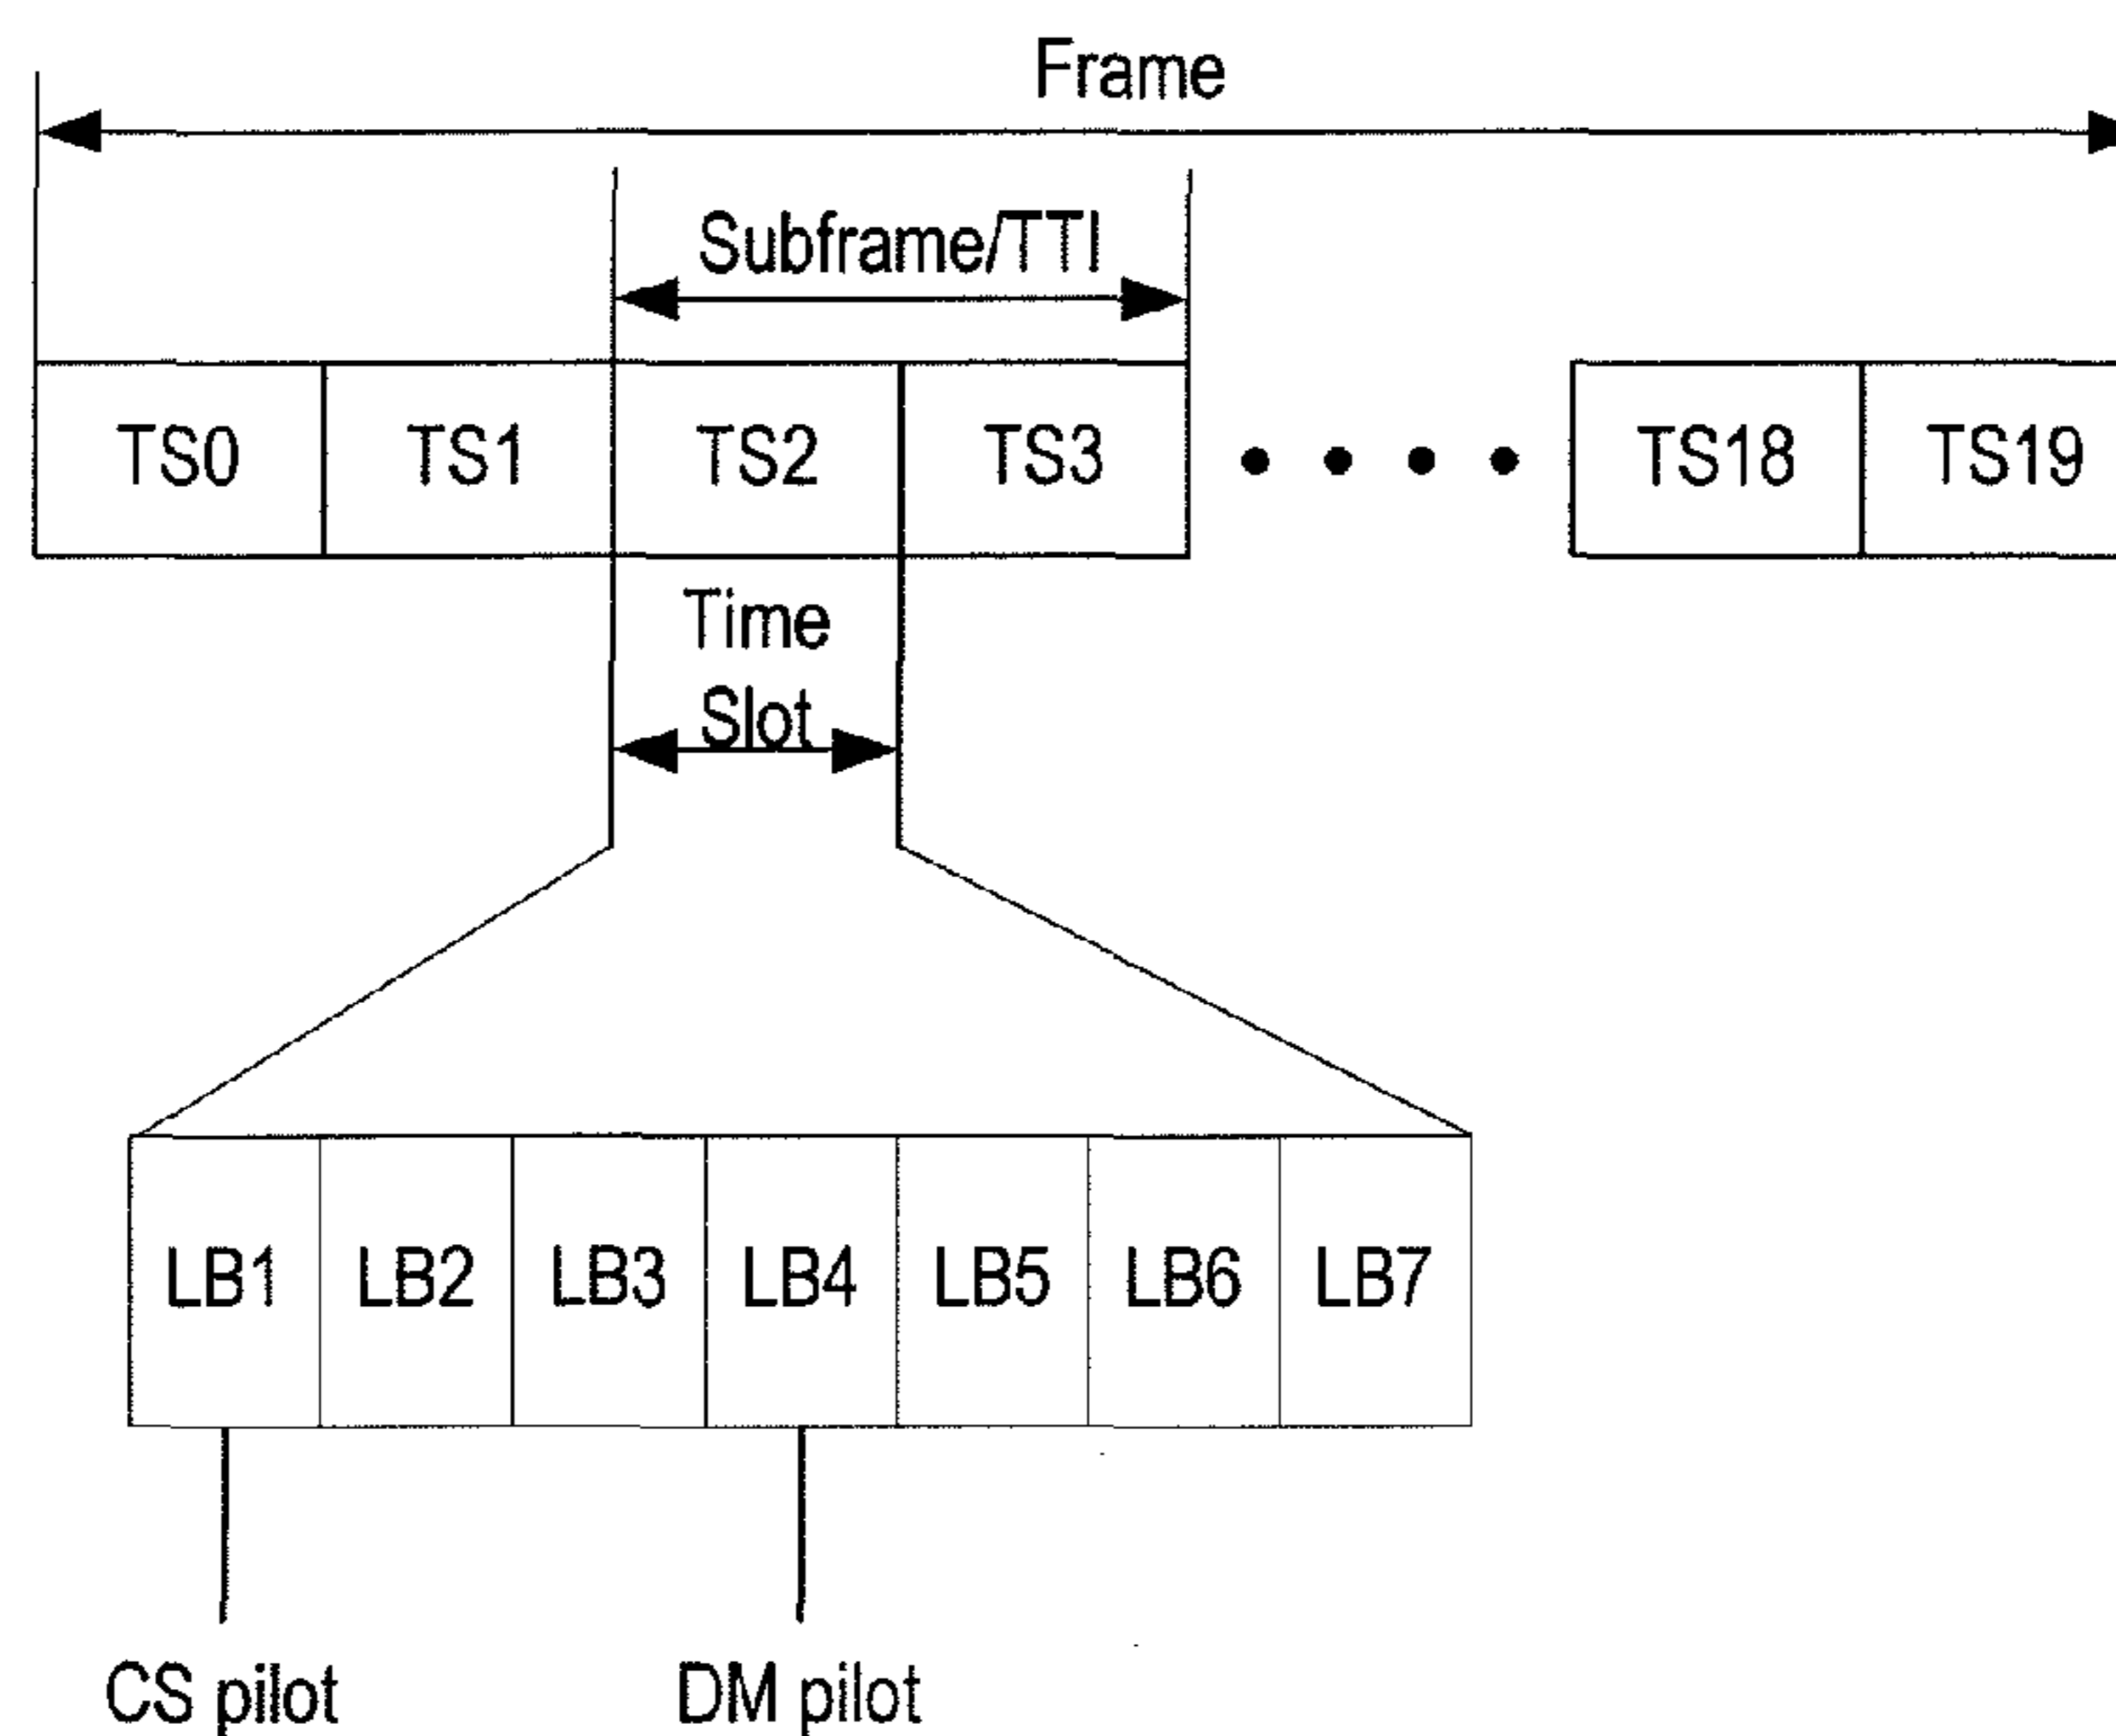 Frame
Subframe/TTI
TS0 TS1 TS2 TS3 TS18 TS19
Time
Slot
LB1 LB2 LB3 LB4 LB5 LB6 LB7
CS pilot DM pilot